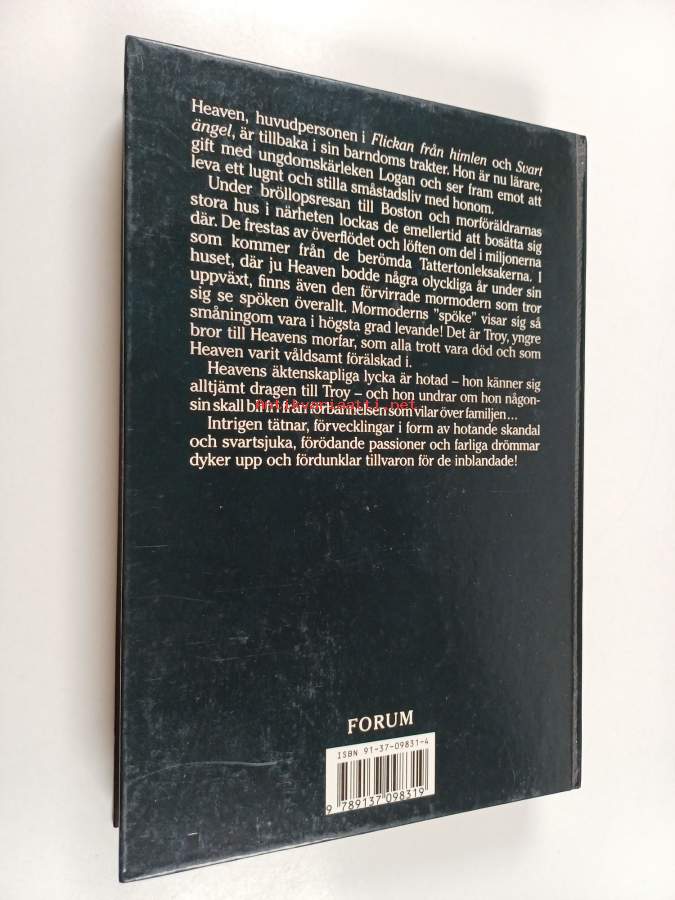 Heaven, huvudpersonen i Flickan från himlen och Svart
ängel, är tillbaka i sin barndoms trakter. Hon är nu lärare,
gift med ungdomskärleken Logan och ser fram emot att
leva ett lugnt och stilla småstadsliv med honom.
Under bröllopsresan till Boston och morföräldrarnas
stora hus i närheten lockas de emellertid att bosätta sig
där. De frestas av överflödet och löften om del i miljonerna
som kommer från de berömda Tattertonleksakerna. I
huset, där ju Heaven bodde några olyckliga år under sin
uppväxt, finns även den förvirrade mormodern som tror
sig se spöken överallt. Mormoderns "spöke" visar sig så
småningom vara i högsta grad levande! Det är Troy, yngre
bror till Heavens morfar, som alla trott vara död och som
Heaven varit våldsamt förälskad i.
Heavens äktenskapliga lycka är hotad – hon känner sig
alltjämt dragen till Troy – och hon undrar om hon någon-
sin skall bli fri från förbannelsen som vilar över familjen...
antikvariaatti.net
Intrigen tätnar, förvecklingar i form av hotande skandal
och svartsjuka, förödande passioner och farliga drömmar
dyker upp och fördunklar tillvaron för de inblandade!
FORUM
ISBN 91-37-09831-4
9 789137 098319